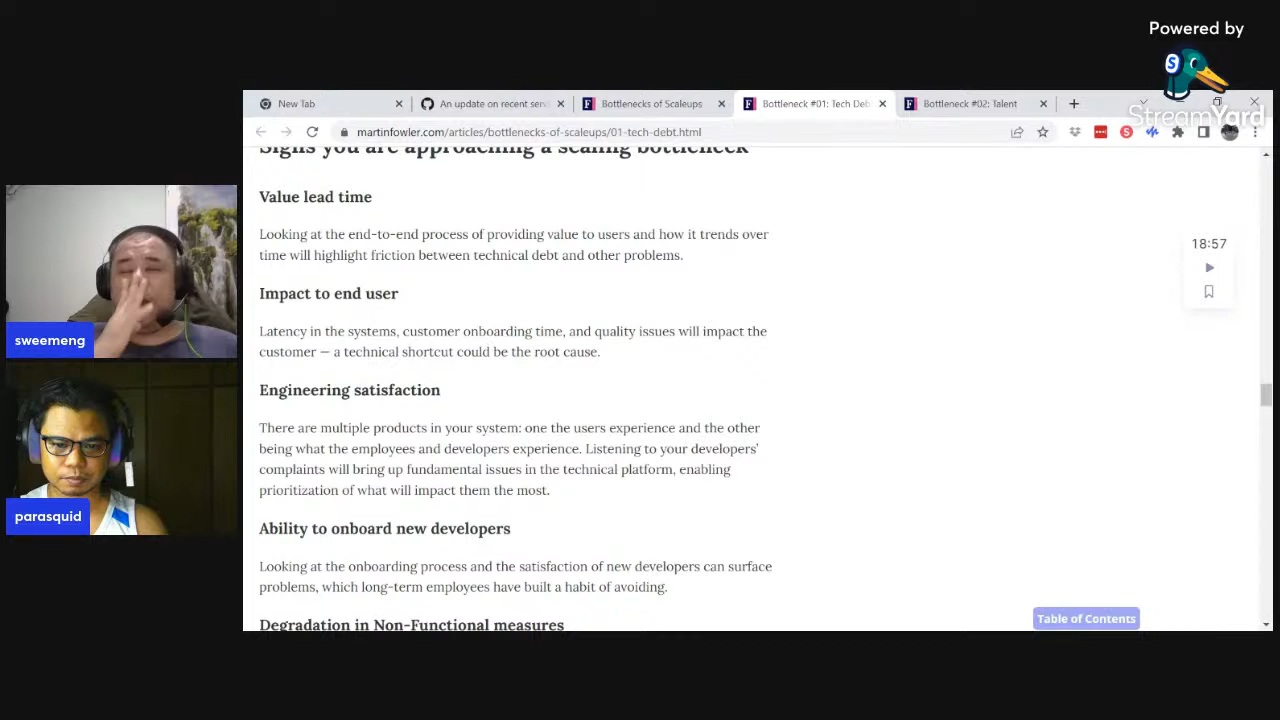 Powered by
StreamYard
New Tab
An update on recent serv
Bottlenecks of Scaleups
Bottleneck #01: Tech Deb
Bottleneck #02: Talent
martinfowler.com/articles/bottlenecks-of-scaleups/01-tech-debt.html
Signs you are approaching a scaling bottleneck
Value lead time
Looking at the end-to-end process of providing value to users and how it trends over
time will highlight friction between technical debt and other problems.
18:57
Impact to end user
Latency in the systems, customer onboarding time, and quality issues will impact the
customer — a technical shortcut could be the root cause.
sweemeng
Engineering satisfaction
There are multiple products in your system: one the users experience and the other
being what the employees and developers experience. Listening to your developers’
complaints will bring up fundamental issues in the technical platform, enabling
prioritization of what will impact them the most.
parasquid
Ability to onboard new developers
Looking at the onboarding process and the satisfaction of new developers can surface
problems, which long-term employees have built a habit of avoiding.
Degradation in Non-Functional measures
Table of Contents